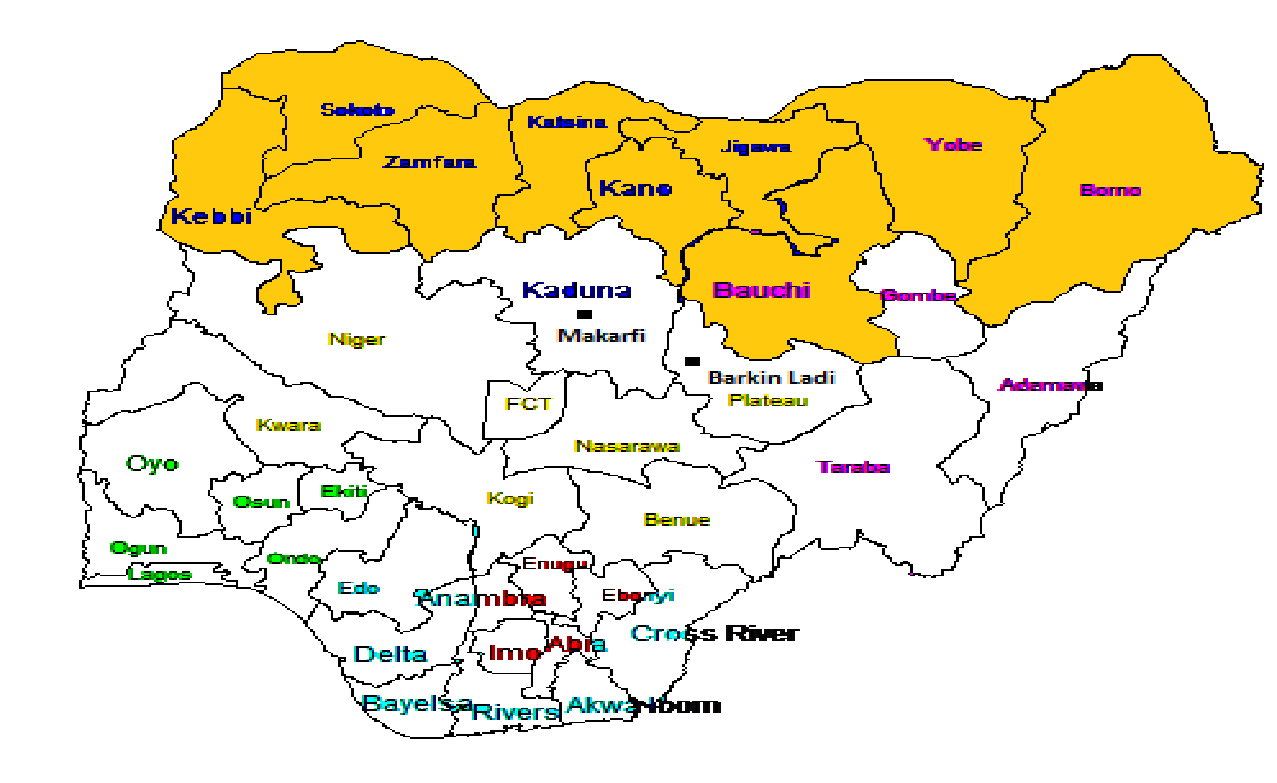 Sokoto
Katsina
Jigawa
Yobe
Zamfara
Kano
Borno
Kebbi
Kaduna
Bauchi
Gombe
Makarfi
Niger
Barkin Ladi
Plateau
Adamawa
FCT
Kwara
Nasarawa
Oyo
Taraba
Osun
Ekiti
Kogi
Benue
Ogun
Ondo
Enugu
Lagos
Edo
Anambra
Ebonyi
Cross River
Delta
Imo
Abia
Bayelsa
Rivers
Akwa Ibom